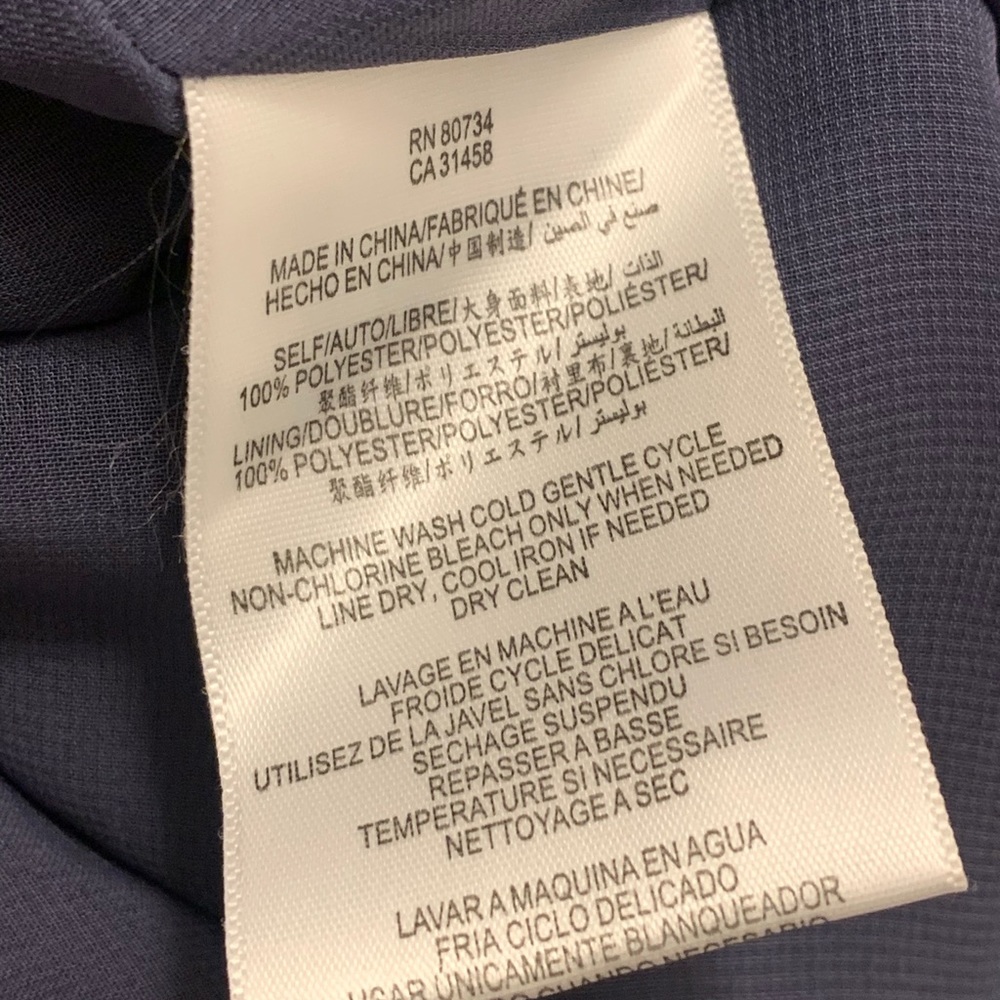 RN 80734
CA 31458
MADE IN CHINA/FABRIQUÉ EN CHINE/
HECHO EN CHINA/中国制造/ صنع في الصين
SELF/AUTO/LIBRE/大身面料/表地/ الذات
100% POLYESTER/POLYESTER/POLIÉSTER/
聚酯纤维/ポリエステル/ بوليستر
LINING/DOUBLURE/FORRO/衬里布/裏地/ البطانة
100% POLYESTER/POLYESTER/POLIÉSTER/
聚酯纤维/ポリエステル/ بوليستر
MACHINE WASH COLD GENTLE CYCLE
NON-CHLORINE BLEACH ONLY WHEN NEEDED
LINE DRY, COOL IRON IF NEEDED
DRY CLEAN
LAVAGE EN MACHINE A L'EAU
FROIDE CYCLE DELICAT
UTILISEZ DE LA JAVEL SANS CHLORE SI BESOIN
SECHAGE SUSPENDU
REPASSER A BASSE
TEMPERATURE SI NECESSAIRE
NETTOYAGE A SEC
LAVAR A MAQUINA EN AGUA
FRIA CICLO DELICADO
USAR ÚNICAMENTE BLANQUEADOR
CUANDO NECESARIO